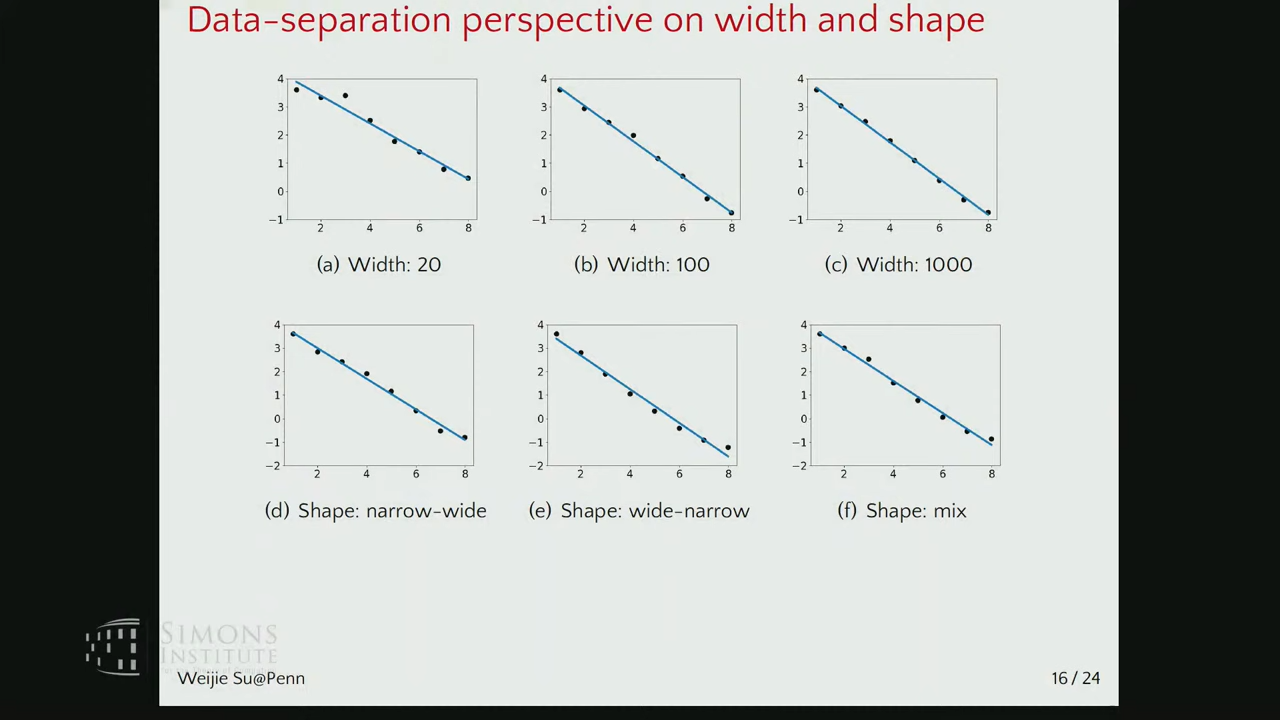 Data-separation perspective on width and shape
4
3
2
1
0
−1
2 4 6 8
4
3
2
1
0
−1
2 4 6 8
4
3
2
1
0
−1
2 4 6 8
(a) Width: 20
(b) Width: 100
(c) Width: 1000
4
3
2
1
0
−1
−2
2 4 6 8
4
3
2
1
0
−1
−2
2 4 6 8
4
3
2
1
0
−1
−2
2 4 6 8
(d) Shape: narrow-wide
(e) Shape: wide-narrow
(f) Shape: mix
SIMONS
INSTITUTE
Weijie Su@Penn
16 / 24